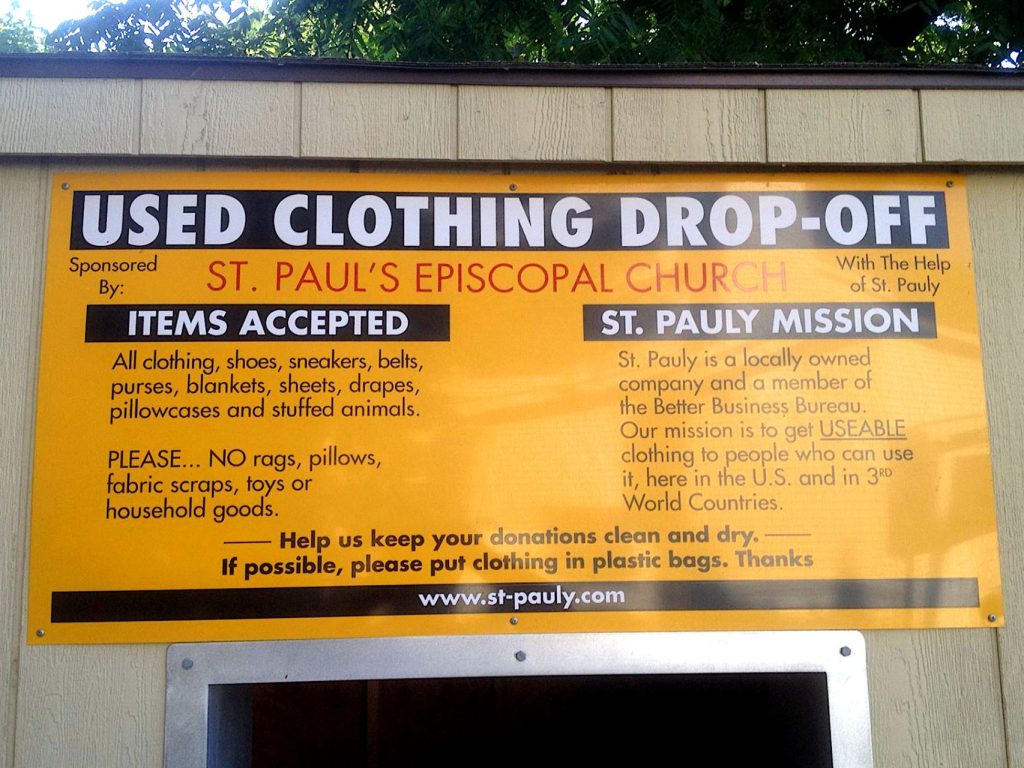 USED CLOTHING DROP-OFF
Sponsored
By:
ST. PAUL'S EPISCOPAL CHURCH
With The Help
of St. Pauly
ITEMS ACCEPTED
All clothing, shoes, sneakers, belts,
purses, blankets, sheets, drapes,
pillowcases and stuffed animals.
PLEASE... NO rags, pillows,
fabric scraps, toys or
household goods.
ST. PAULY MISSION
St. Pauly is a locally owned
company and a member of
the Better Business Bureau.
Our mission is to get USEABLE
clothing to people who can use
it, here in the U.S. and in 3RD
World Countries.
Help us keep your donations clean and dry.
If possible, please put clothing in plastic bags. Thanks
www.st-pauly.com